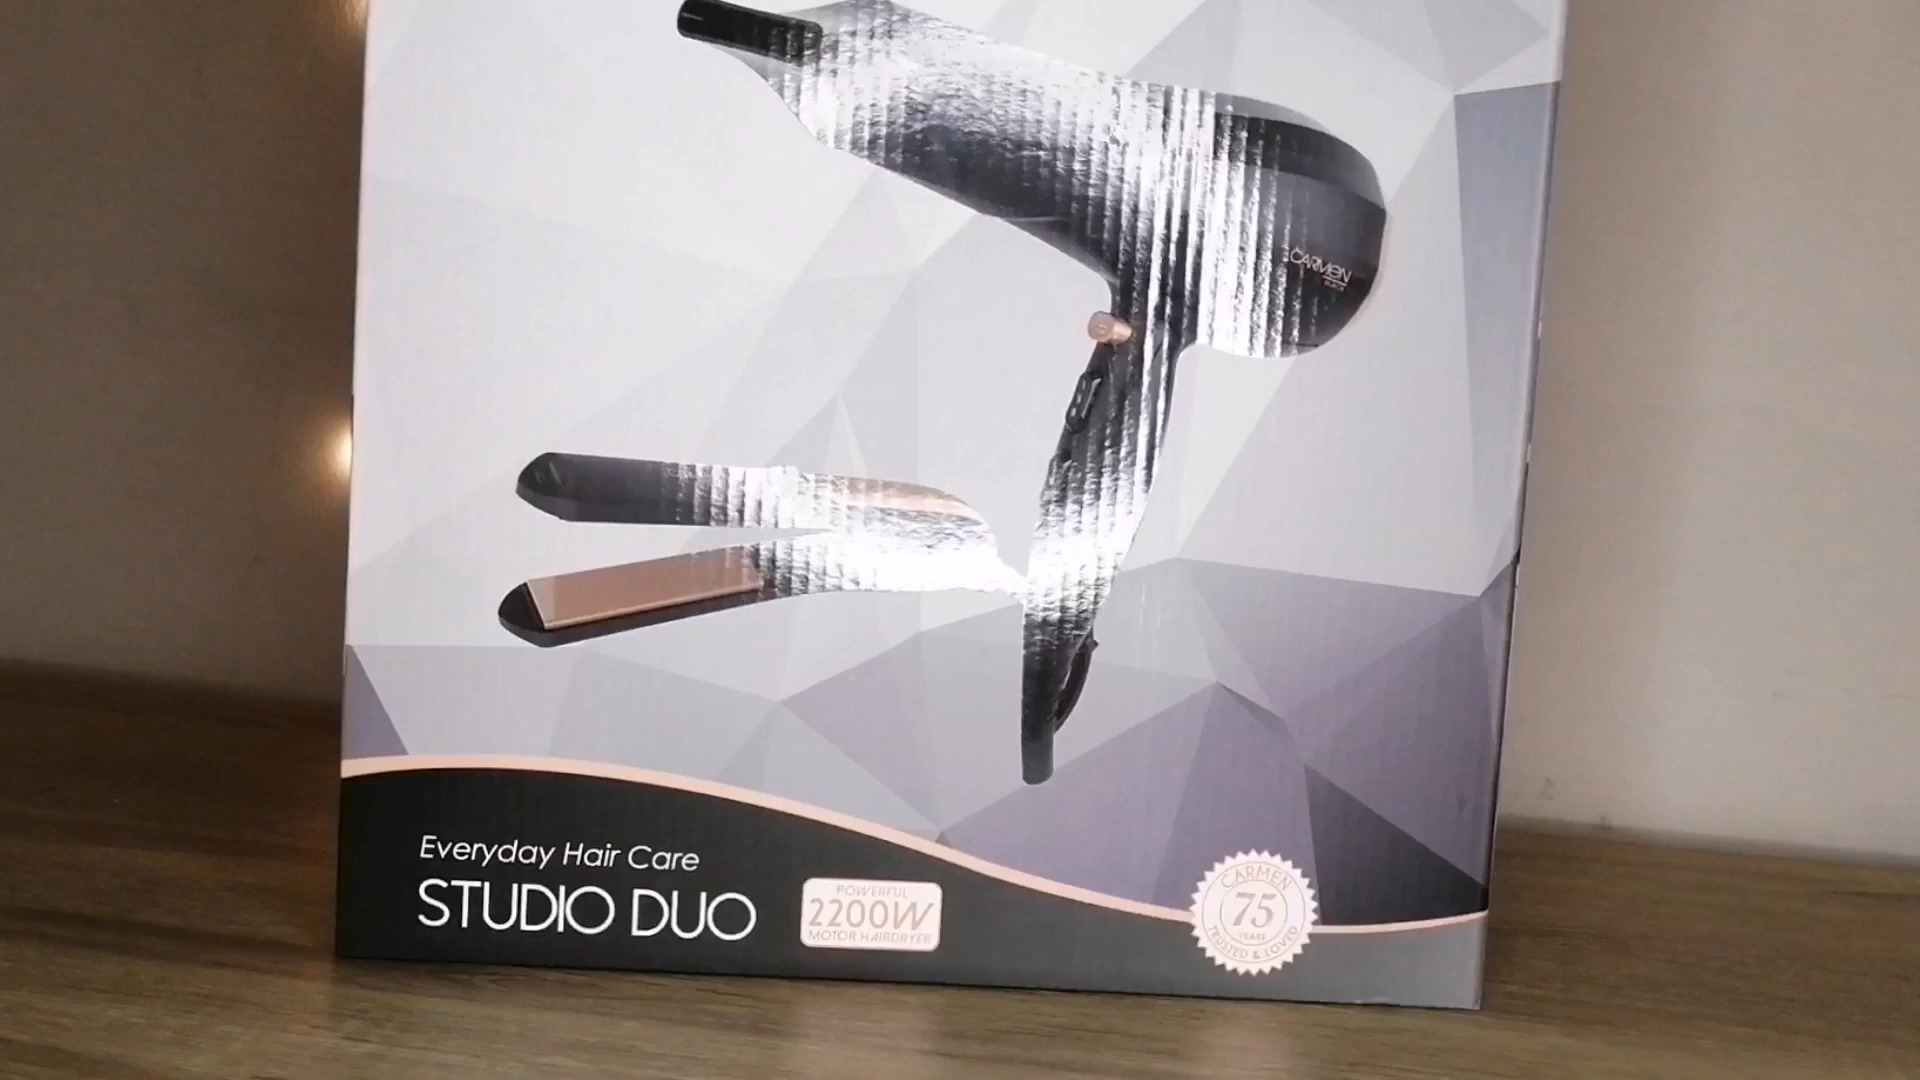 CARMEN
Everyday Hair Care
STUDIO DUO
POWERFUL
2200W
MOTOR HAIRDRYER
CARMEN
75
YEARS
TRUSTED & LOVED